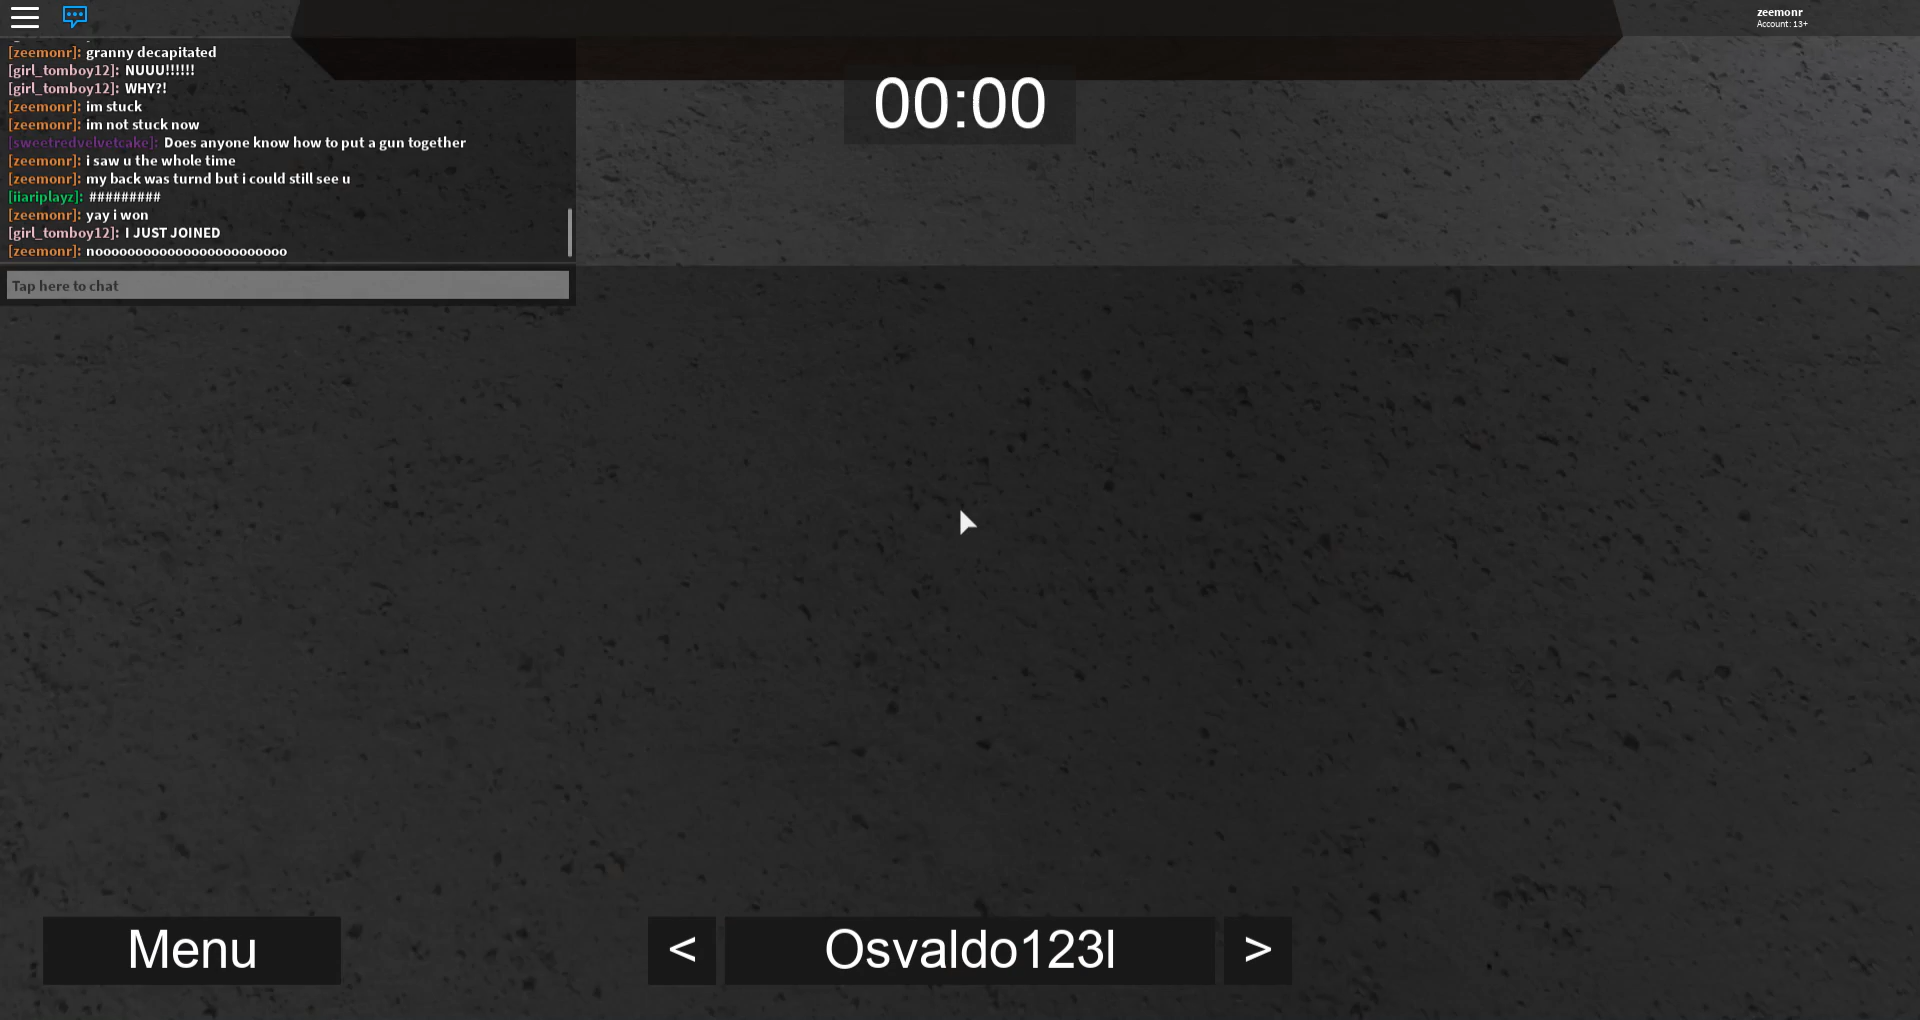 zeemonr
Account: 13+
[zeemonr]: granny decapitated
[girl_tomboy12]: NUUU!!!!!!
[girl_tomboy12]: WHY?!
[zeemonr]: im stuck
[zeemonr]: im not stuck now
[sweetredvelvetcake]: Does anyone know how to put a gun together
[zeemonr]: i saw u the whole time
[zeemonr]: my back was turnd but i could still see u
[iiariplayz]: #########
[zeemonr]: yay i won
[girl_tomboy12]: I JUST JOINED
[zeemonr]: noooooooooooooooooooooooo
Tap here to chat
00:00
Menu
< Osvaldo123l >